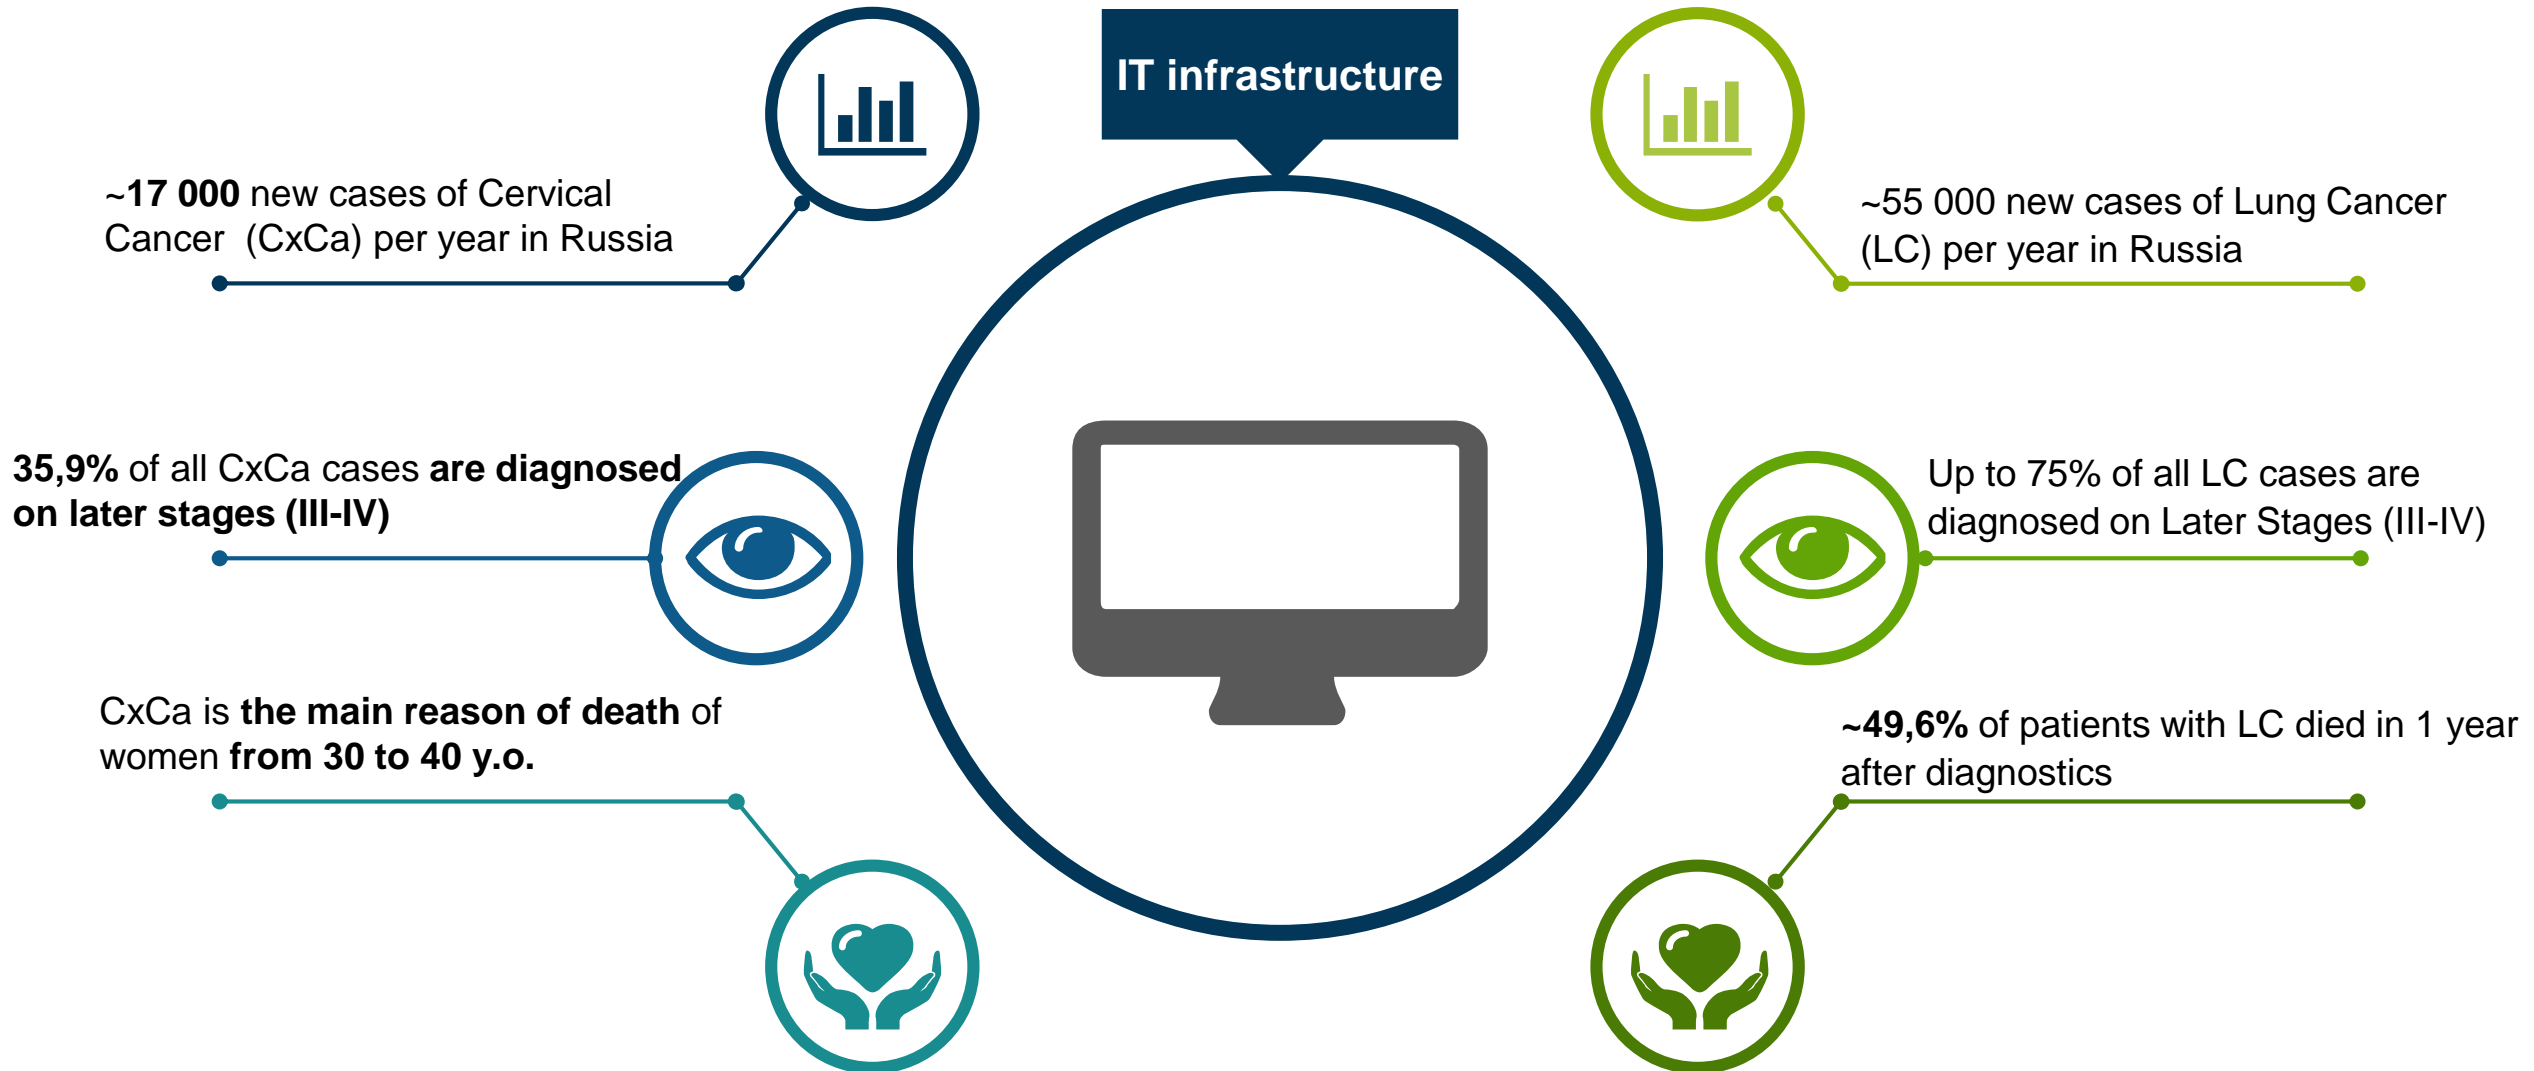 IT infrastructure
~17 000 new cases of Cervical
Cancer  (CxCa) per year in Russia
35,9% of all CxCa cases are diagnosed
on later stages (III-IV)
CxCa is the main reason of death of
women from 30 to 40 y.o.
~55 000 new cases of Lung Cancer
(LC) per year in Russia
Up to 75% of all LC cases are
diagnosed on Later Stages (III-IV)
~49,6% of patients with LC died in 1 year
after diagnostics